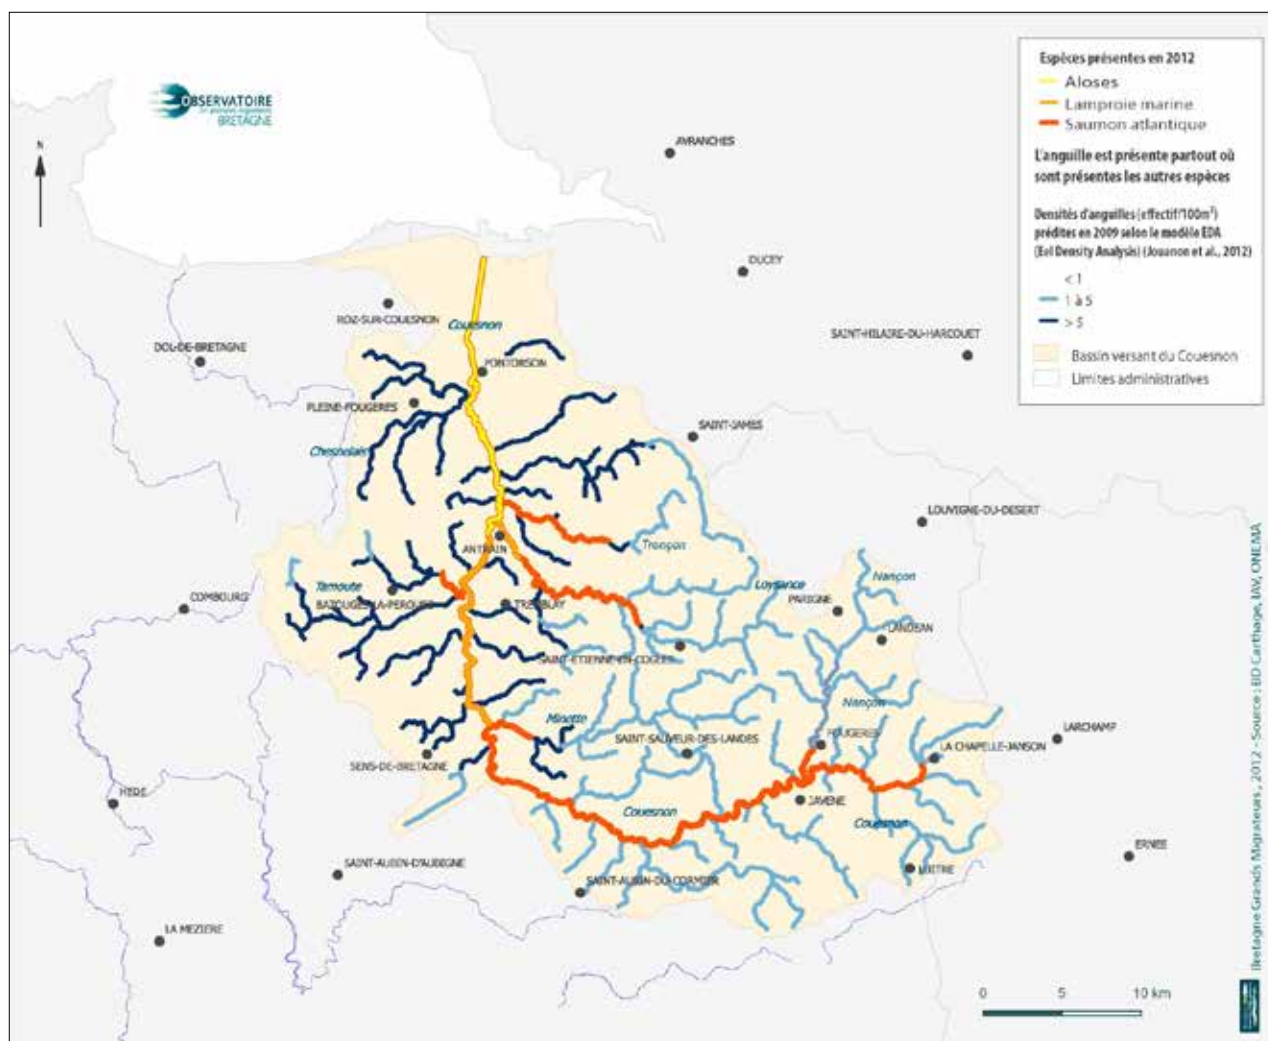 OBSERVATOIRE
BRETAGNE
N
Espèces présentes en 2012
Aloses
Lamproie marine
Saumon atlantique
L'anguille est présente partout où
sont présentes les autres espèces
Densités d'anguilles (effectif/100m²)
prédites en 2009 selon le modèle EDA
(Eel Density Analysis) (Jouanon et al., 2012)
< 1
1 à 5
> 5
Bassin versant du Couesnon
Limites administratives
AVRANCHES
DUCEY
ROZ-SUR-COUESNON
Couesnon
SAINT-HILAIRE-DU-HARCOUET
DOL-DE-BRETAGNE
PONTORSON
PLEINE-FOUGERES
SAINT-JAMES
Chesnelais
LOUVIGNE-DU-DESERT
ANTRAIN
Tronçon
Tamoute
Loysance
Nançon
COMBOURG
BAZOUGES-LA-PEROUSE
TREMBLAY
PARIGNE
LANDEAN
SAINT-ETIENNE-EN-COGLES
Nançon
Minette
SAINT-SAUVEUR-DES-LANDES
FOUGERES
LARCHAMP
LA CHAPELLE-JANSON
SENS-DE-BRETAGNE
HEDE
Couesnon
JAVENE
Couesnon
ERNEE
SAINT-AUBIN-D'AUBIGNE
LUITRE
SAINT-AUBIN-DU-CORMIER
LA MEZIERE
0 5 10 km
Bretagne Grands Migrateurs, 2012 - Source : BD Carthage, IAV, ONEMA